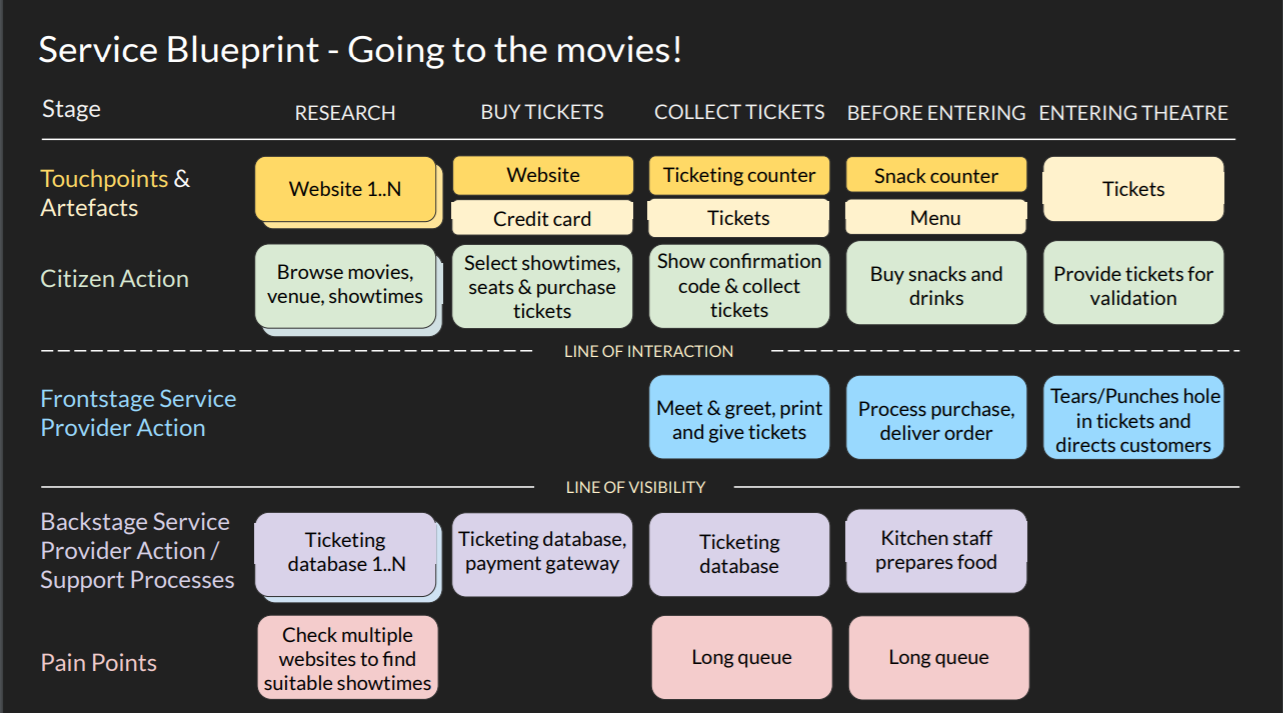 Service Blueprint - Going to the movies!
Stage
RESEARCH
BUY TICKETS
COLLECT TICKETS
BEFORE ENTERING
ENTERING THEATRE
Touchpoints &
Artefacts
Website 1..N
Website
Credit card
Ticketing counter
Tickets
Snack counter
Menu
Tickets
Citizen Action
Browse movies,
venue, showtimes
Select showtimes,
seats & purchase
tickets
Show confirmation
code & collect
tickets
Buy snacks and
drinks
Provide tickets for
validation
LINE OF INTERACTION
Frontstage Service
Provider Action
Meet & greet, print
and give tickets
Process purchase,
deliver order
Tears/Punches hole
in tickets and
directs customers
LINE OF VISIBILITY
Backstage Service
Provider Action /
Support Processes
Ticketing
database 1..N
Ticketing database,
payment gateway
Ticketing
database
Kitchen staff
prepares food
Pain Points
Check multiple
websites to find
suitable showtimes
Long queue
Long queue